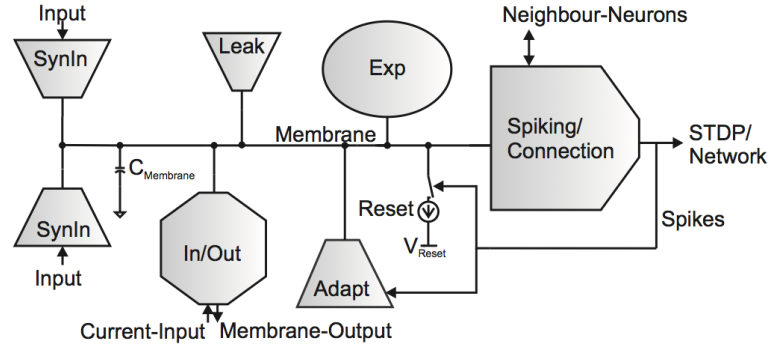 Input
Neighbour-Neurons
SynIn
Leak
Exp
Membrane
Spiking/
Connection
STDP/
Network
CMembrane
SynIn
Reset
Spikes
In/Out
VReset
Input
Adapt
Current-Input
Membrane-Output